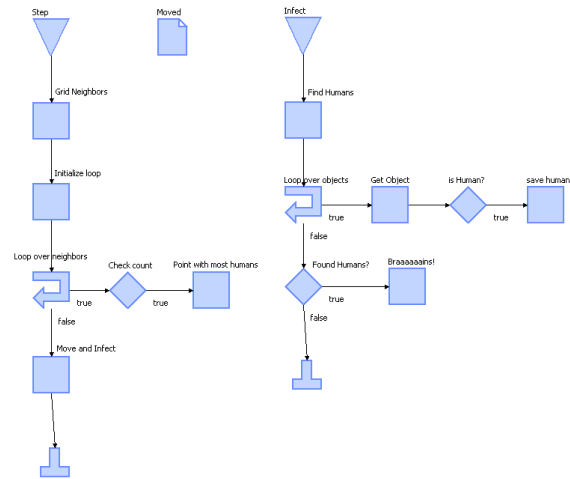 Step
Moved
Infect
Grid Neighbors
Find Humans
Initialize loop
Loop over objects
Get Object
is Human?
save human
true
true
false
Loop over neighbors
Check count
Point with most humans
Found Humans?
Braaaaaains!
true
true
true
false
false
Move and Infect